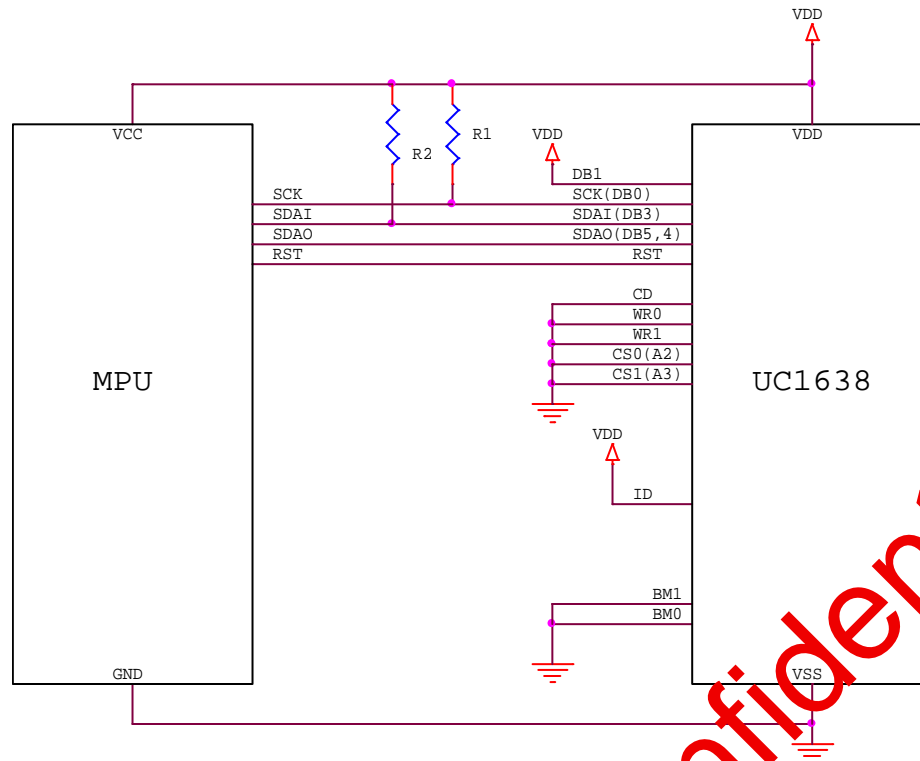 VDD
VCC
VDD
R2
R1
VDD
DB1
SCK
SCK(DB0)
SDAI
SDAI(DB3)
SDAO
SDAO(DB5,4)
RST
RST
CD
WR0
WR1
CS0(A2)
CS1(A3)
MPU
UC1638
VDD
ID
BM1
BM0
GND
VSS